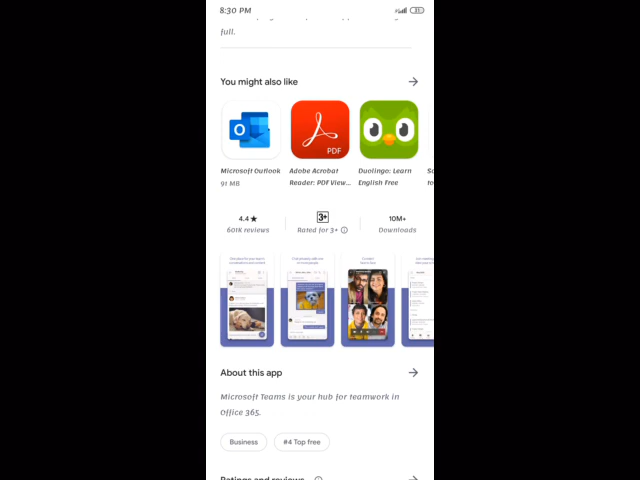 8:30 PM
31
full.
You might also like
O
PDF
Microsoft Outlook
91 MB
Adobe Acrobat
Reader: PDF View...
Duolingo: Learn
English Free
4.4★
601K reviews
3+
Rated for 3+
10M+
Downloads
About this app
Microsoft Teams is your hub for teamwork in
Office 365.
Business
#4 Top free
Ratings and reviews